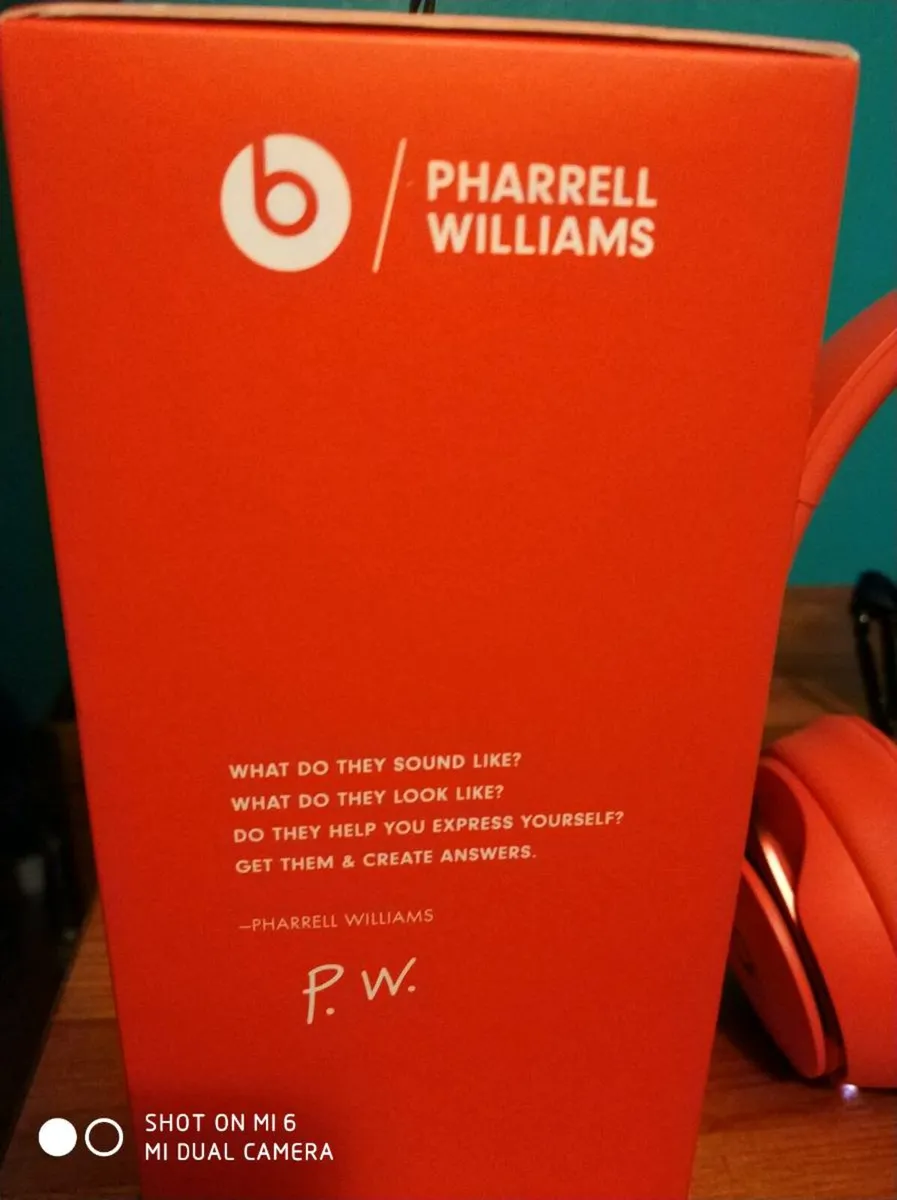 b / PHARRELL
WILLIAMS
WHAT DO THEY SOUND LIKE?
WHAT DO THEY LOOK LIKE?
DO THEY HELP YOU EXPRESS YOURSELF?
GET THEM & CREATE ANSWERS.
–PHARRELL WILLIAMS
P. W.
SHOT ON MI 6
MI DUAL CAMERA